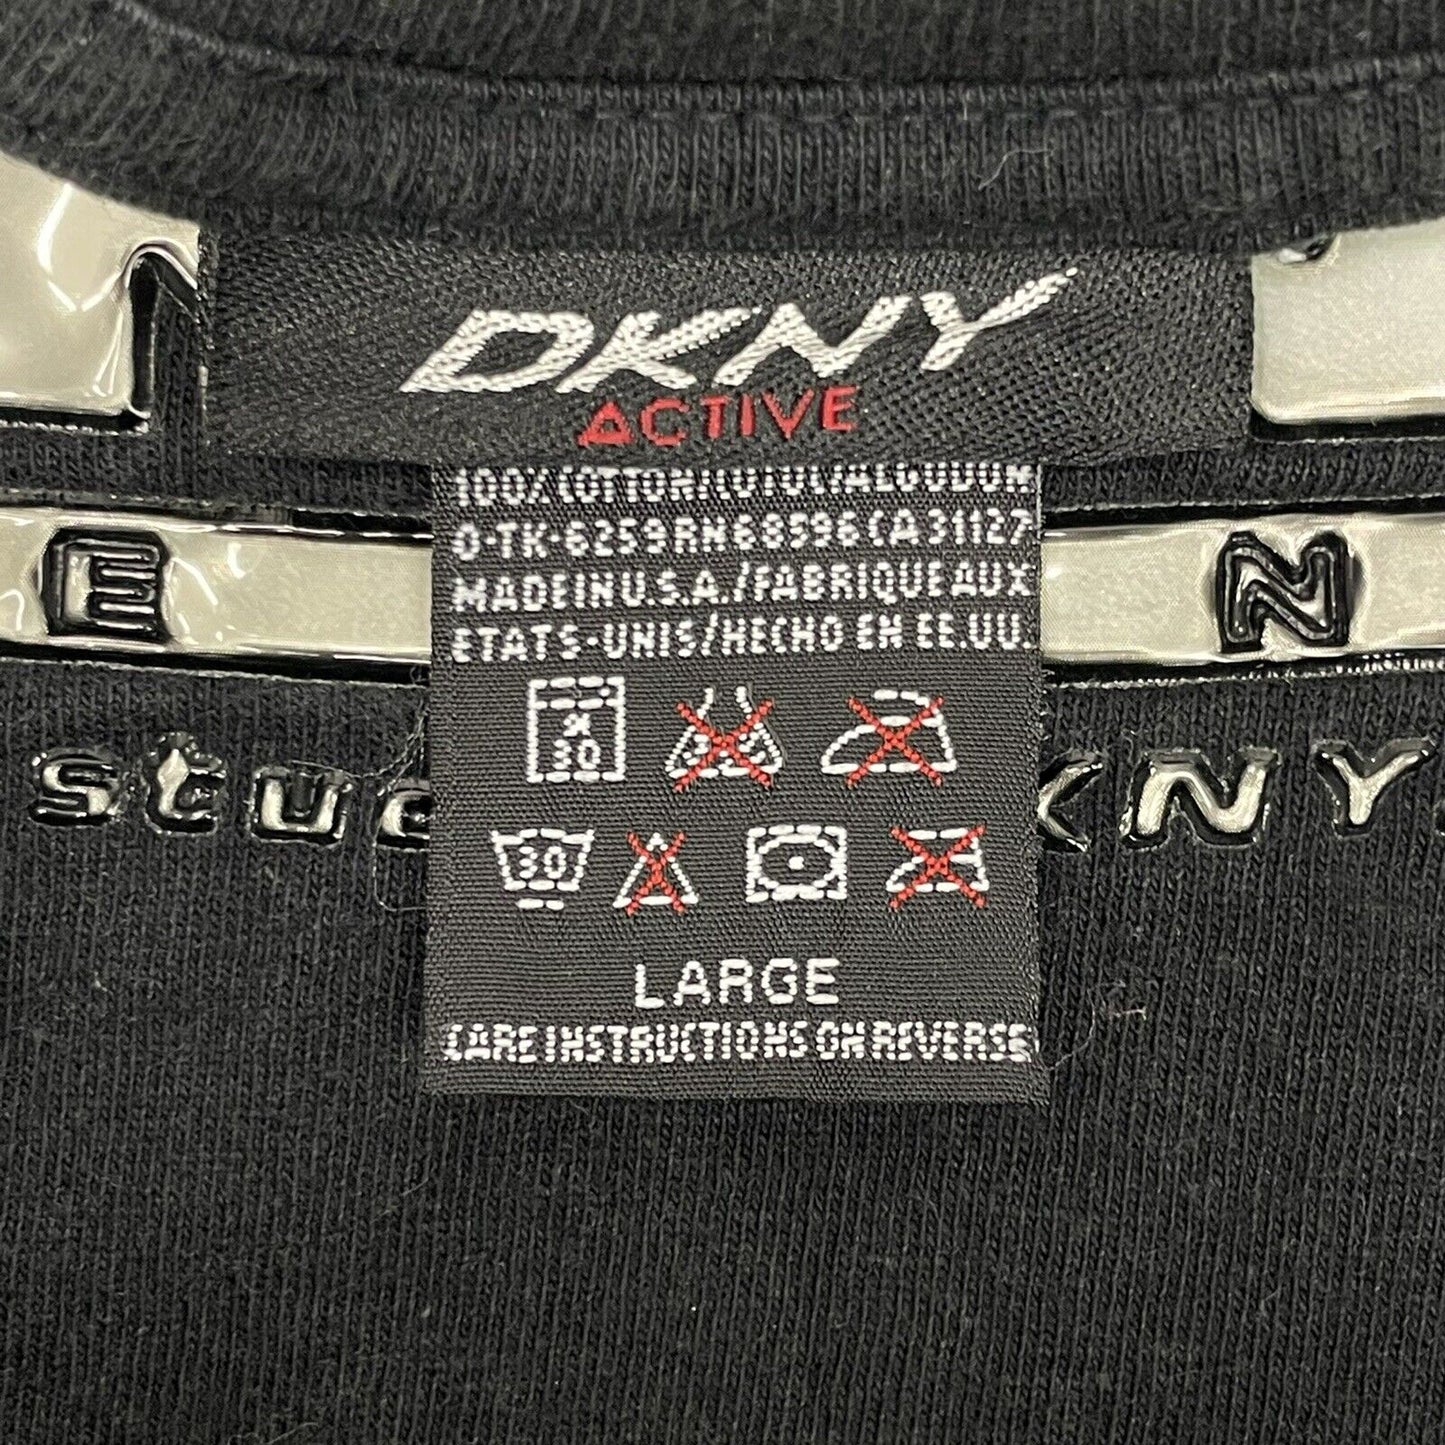 DKNY
ACTIVE
100% COTTON/COTON/ALGODON
0-TK-6259 RN 68596 CA 31127
MADE IN U.S.A./FABRIQUE AUX
ETATS-UNIS/HECHO EN EE.UU.
E N
30
stu KNY
30
LARGE
CARE INSTRUCTIONS ON REVERSE